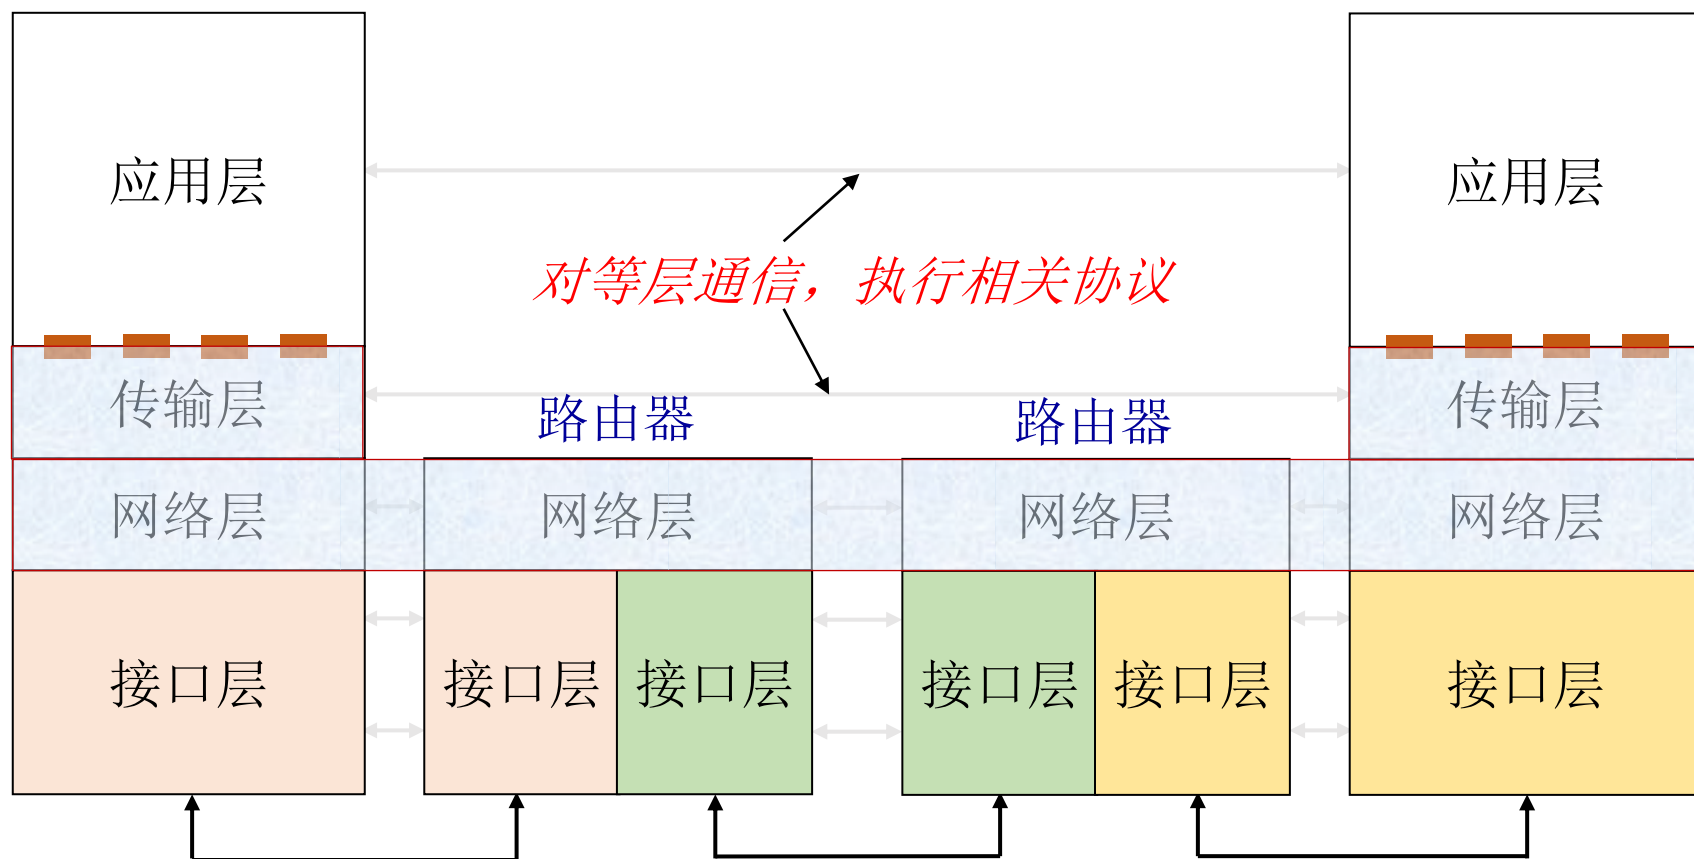 应用层
应用层
对等层通信，执行相关协议
传输层
路由器
路由器
传输层
网络层
网络层
网络层
网络层
接口层
接口层
接口层
接口层
接口层
接口层